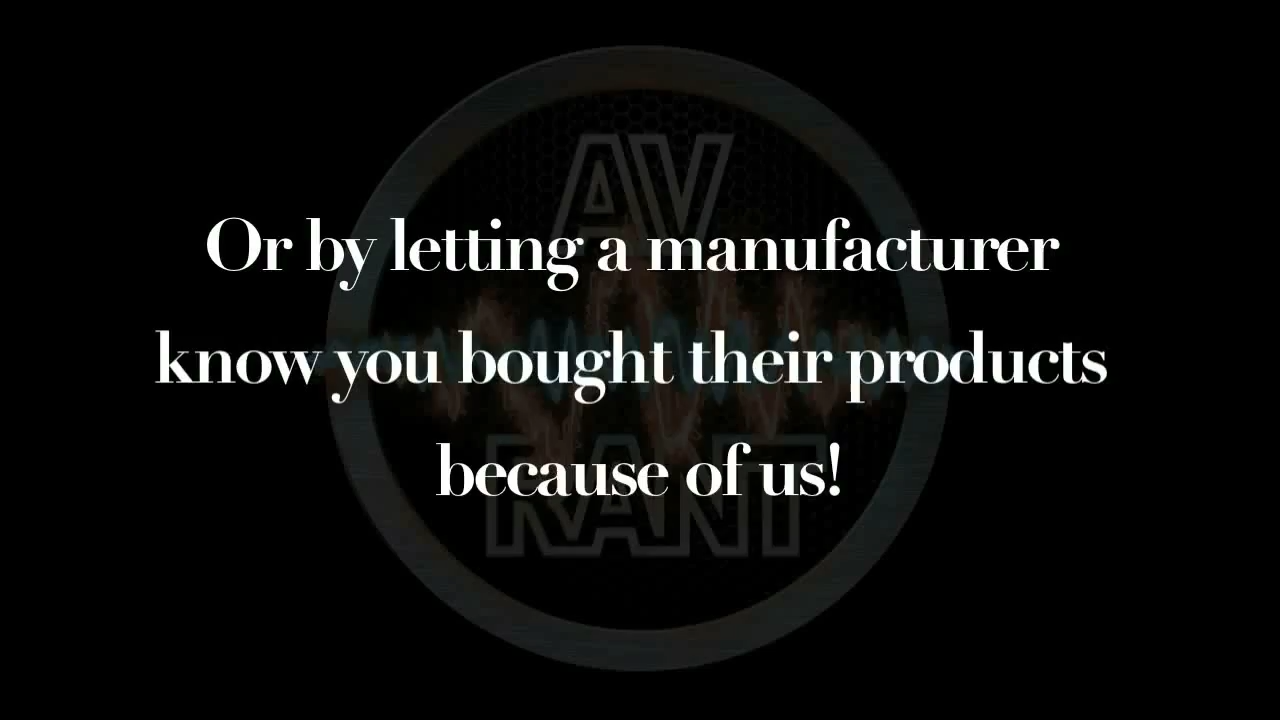 AV
Or by letting a manufacturer
know you bought their products
because of us!
RANT